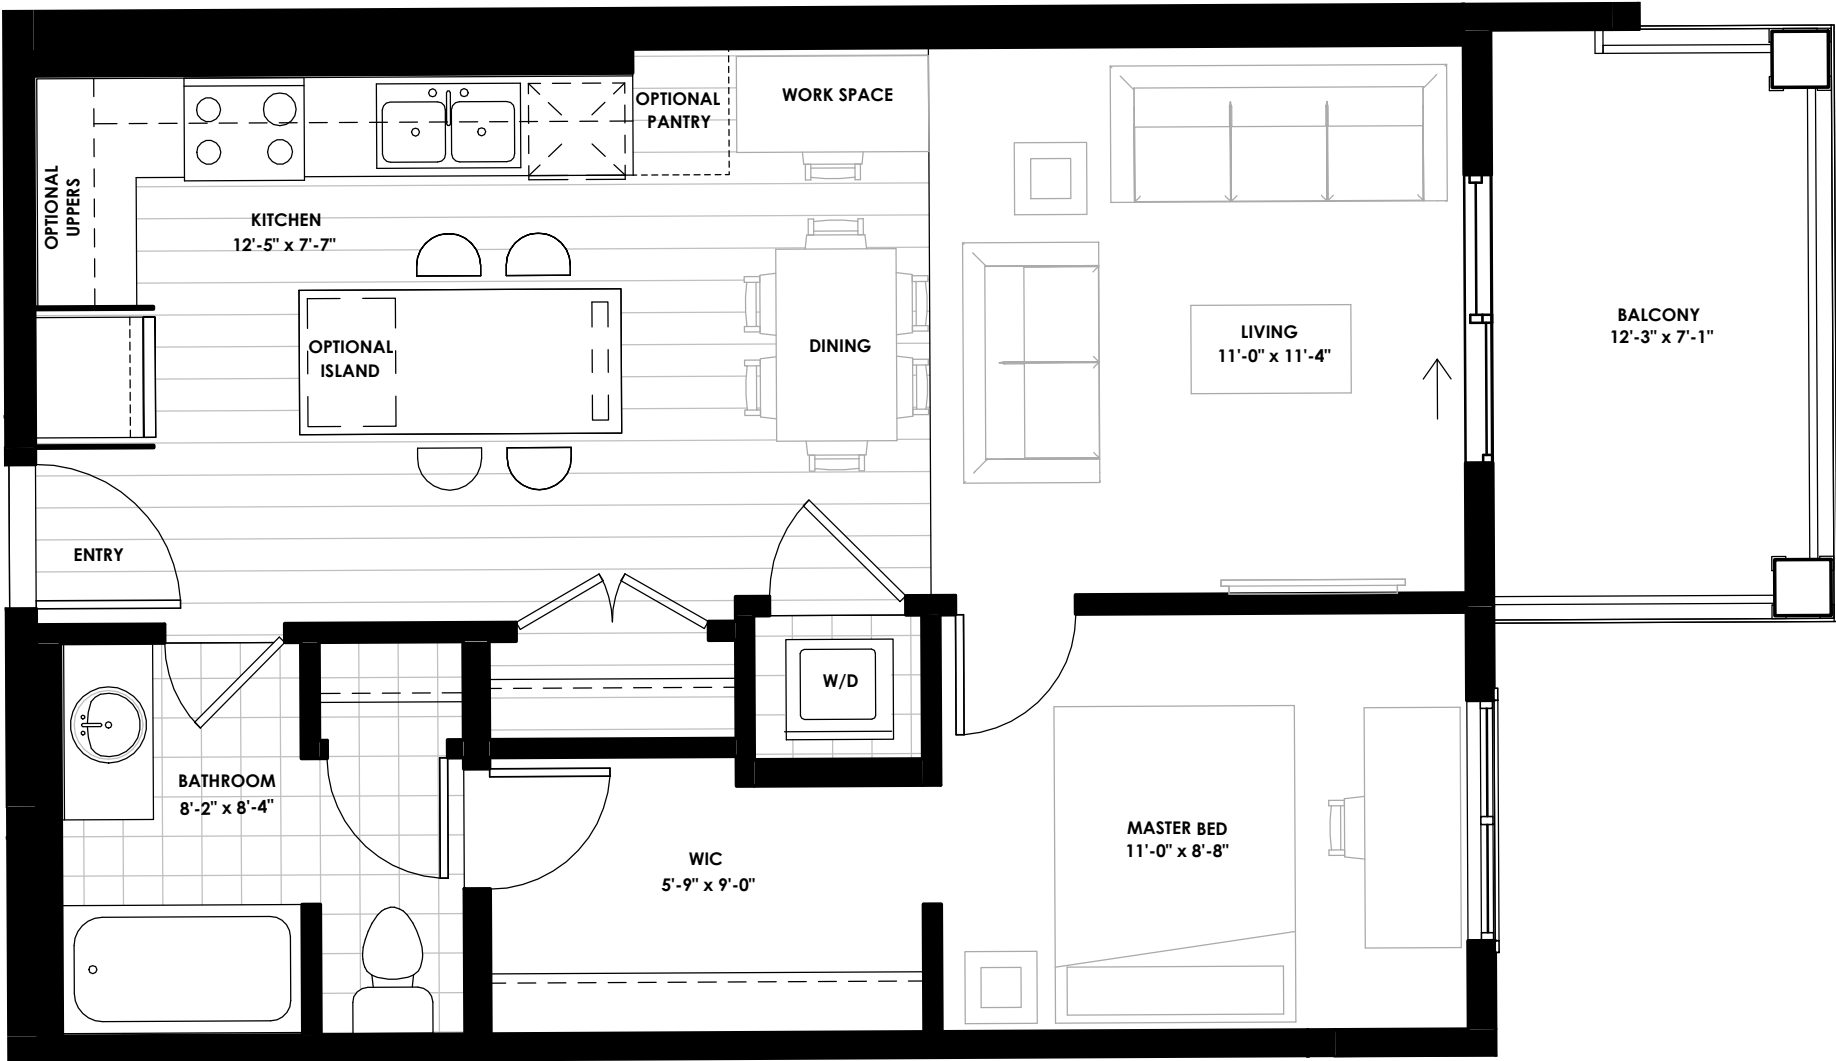 OPTIONAL
PANTRY
WORK SPACE
OPTIONAL
UPPERS
KITCHEN
12'-5" x 7'-7"
OPTIONAL
ISLAND
DINING
LIVING
11'-0" x 11'-4"
BALCONY
12'-3" x 7'-1"
ENTRY
W/D
BATHROOM
8'-2" x 8'-4"
WIC
5'-9" x 9'-0"
MASTER BED
11'-0" x 8'-8"